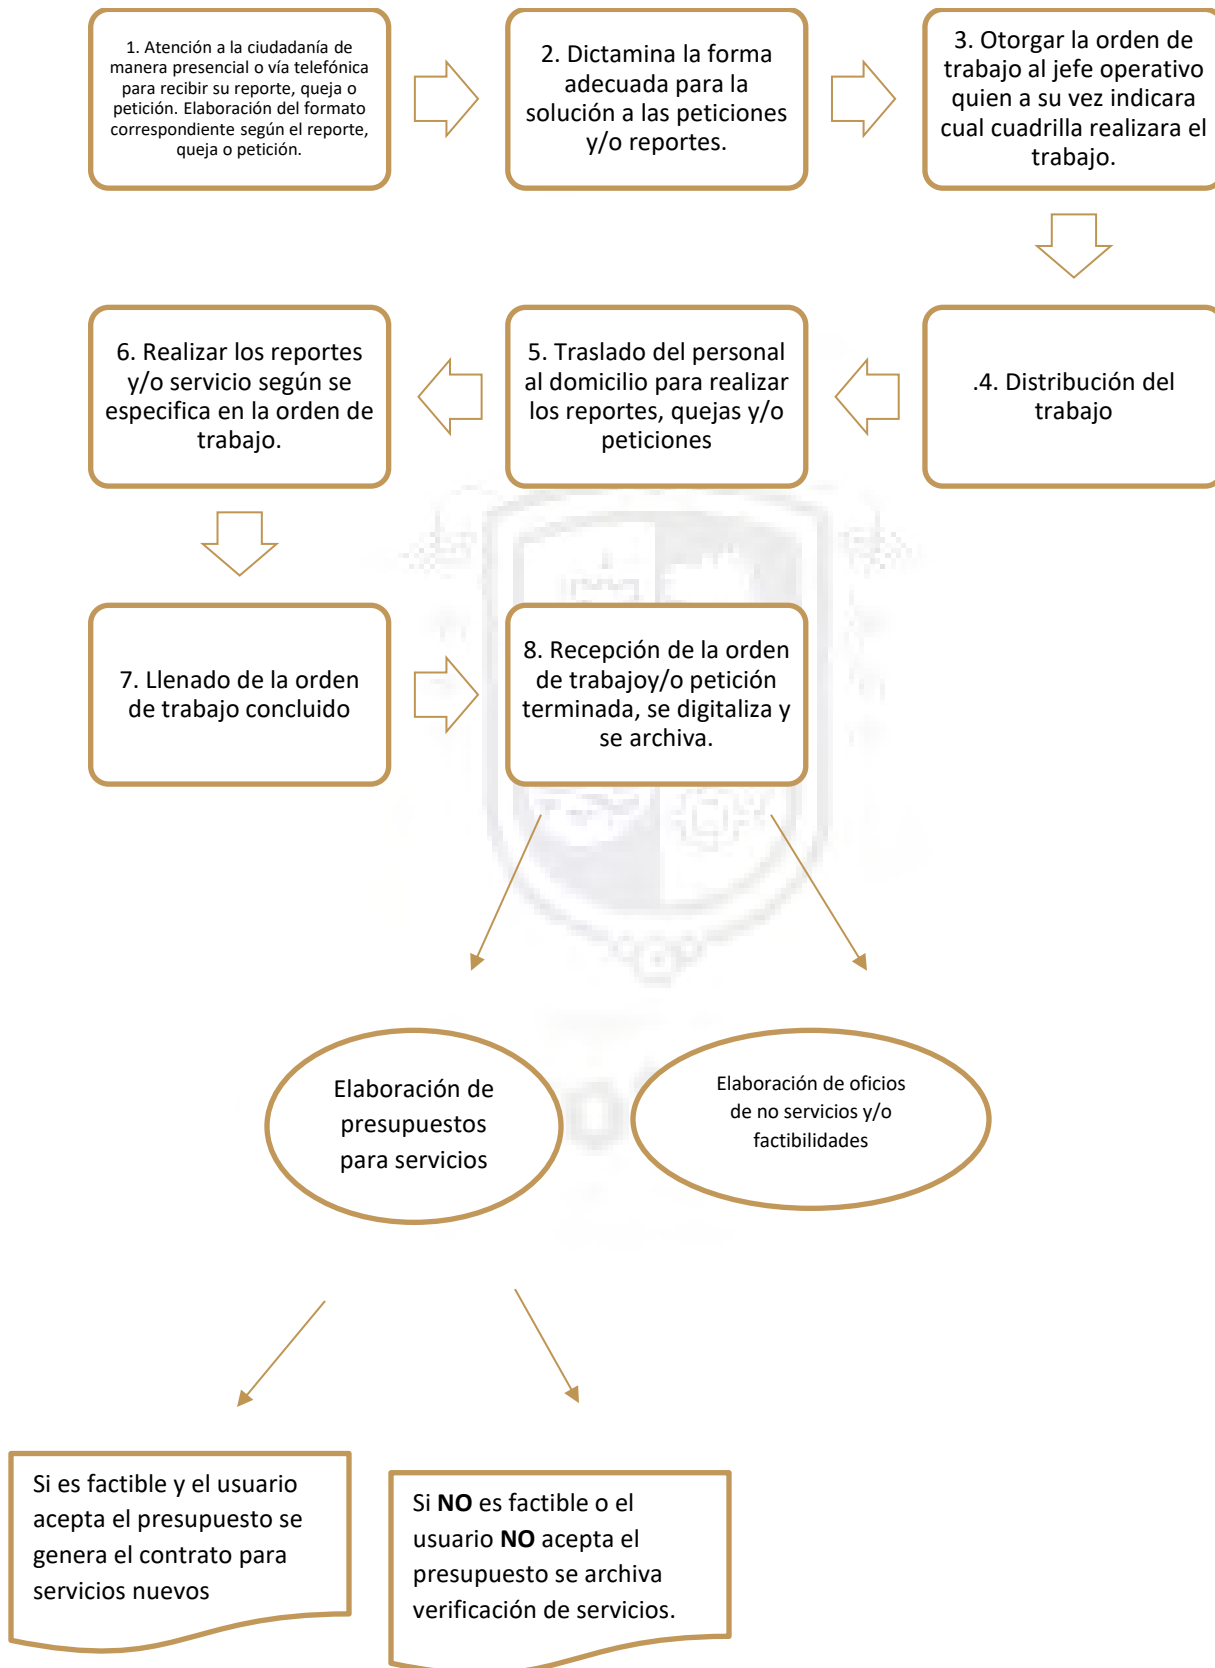 1. Atención a la ciudadanía de
manera presencial o vía telefónica
para recibir su reporte, queja o
petición. Elaboración del formato
correspondiente según el reporte,
queja o petición.
2. Dictamina la forma
adecuada para la
solución a las peticiones
y/o reportes.
3. Otorgar la orden de
trabajo al jefe operativo
quien a su vez indicara
cual cuadrilla realizara el
trabajo.
.4. Distribución del
trabajo
5. Traslado del personal
al domicilio para realizar
los reportes, quejas y/o
peticiones
6. Realizar los reportes
y/o servicio según se
especifica en la orden de
trabajo.
7. Llenado de la orden
de trabajo concluido
8. Recepción de la orden
de trabajoy/o petición
terminada, se digitaliza y
se archiva.
Elaboración de
presupuestos
para servicios
Elaboración de oficios
de no servicios y/o
factibilidades
Si es factible y el usuario
acepta el presupuesto se
genera el contrato para
servicios nuevos
Si NO es factible o el
usuario NO acepta el
presupuesto se archiva
verificación de servicios.